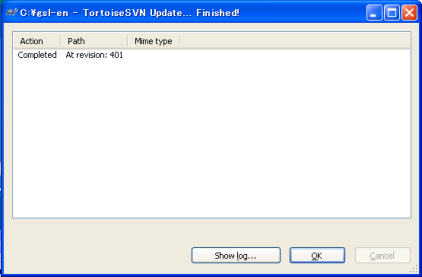 C:¥gsl-en - TortoiseSVN Update... Finished!
Action Path Mime type
Completed At revision: 401
Show log... OK Cancel